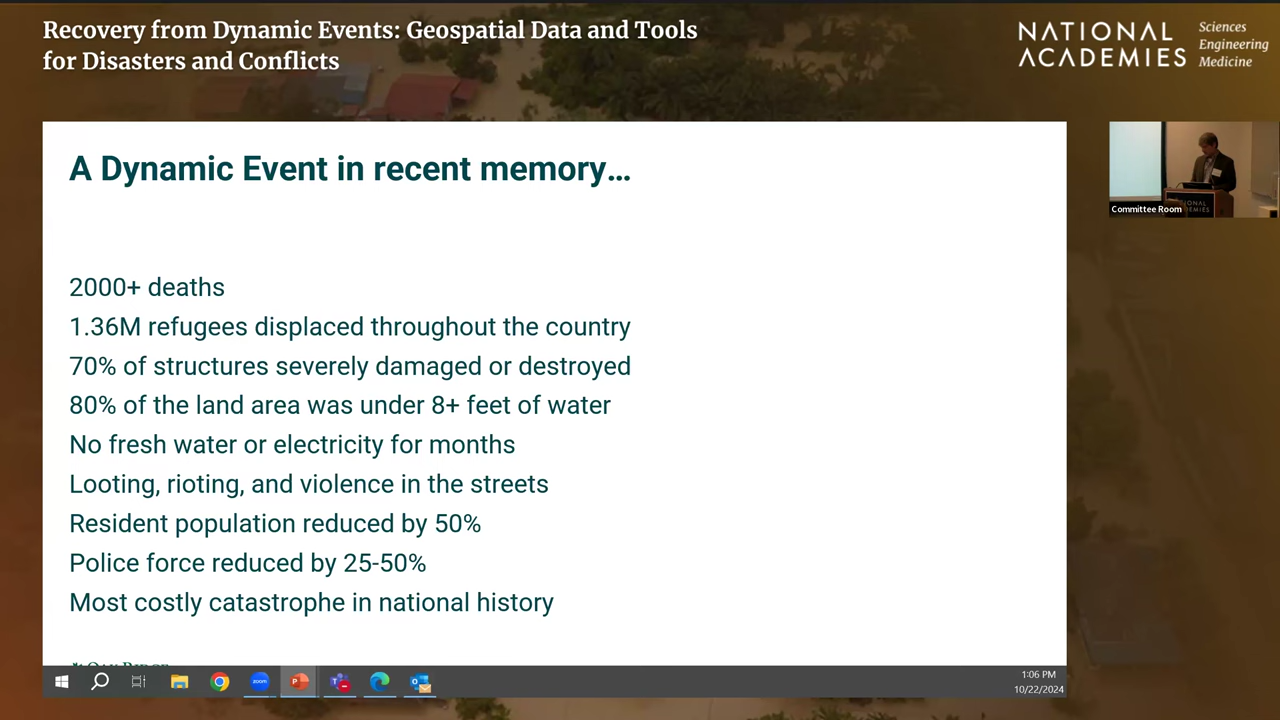 Recovery from Dynamic Events: Geospatial Data and Tools
for Disasters and Conflicts
NATIONAL
ACADEMIES
Sciences
Engineering
Medicine
A Dynamic Event in recent memory...
2000+ deaths
1.36M refugees displaced throughout the country
70% of structures severely damaged or destroyed
80% of the land area was under 8+ feet of water
No fresh water or electricity for months
Looting, rioting, and violence in the streets
Resident population reduced by 50%
Police force reduced by 25-50%
Most costly catastrophe in national history
Committee Room
1:06 PM
10/22/2024